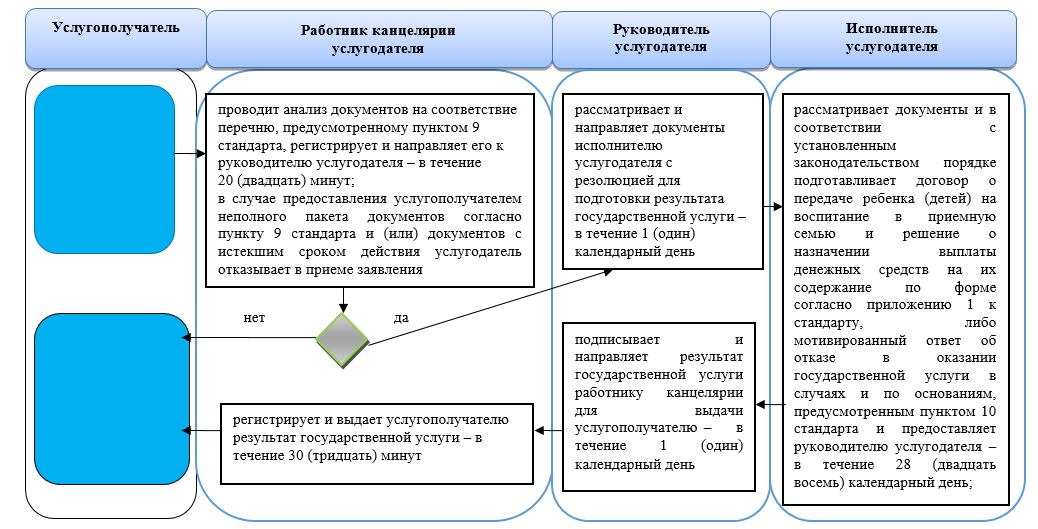 Услугополучатель
Работник канцелярии
услугодателя
Руководитель
услугодателя
Исполнитель
услугодателя
проводит анализ документов на соответствие
перечню, предусмотренному пунктом 9
стандарта, регистрирует и направляет его к
руководителю услугодателя – в течение
20 (двадцать) минут;
в случае предоставления услугополучателем
неполного пакета документов согласно
пункту 9 стандарта и (или) документов с
истекшим сроком действия услугодатель
отказывает в приеме заявления
нет
да
регистрирует и выдает услугополучателю
результат государственной услуги – в
течение 30 (тридцать) минут
рассматривает и
направляет документы
исполнителю
услугодателя с
резолюцией для
подготовки результата
государственной услуги –
в течение 1 (один)
календарный день
подписывает и
направляет результат
государственной услуги
работнику канцелярии
для выдачи
услугополучателю – в
течение 1 (один)
календарный день
рассматривает документы и в
соответствии с
установленным
законодательством порядке
подготавливает договор о
передаче ребенка (детей) на
воспитание в приемную
семью и решение о
назначении выплаты
денежных средств на их
содержание по форме
согласно приложению 1 к
стандарту, либо
мотивированный ответ об
отказе в оказании
государственной услуги в
случаях и по основаниям,
предусмотренным пунктом 10
стандарта и предоставляет
руководителю услугодателя –
в течение 28 (двадцать
восемь) календарный день;